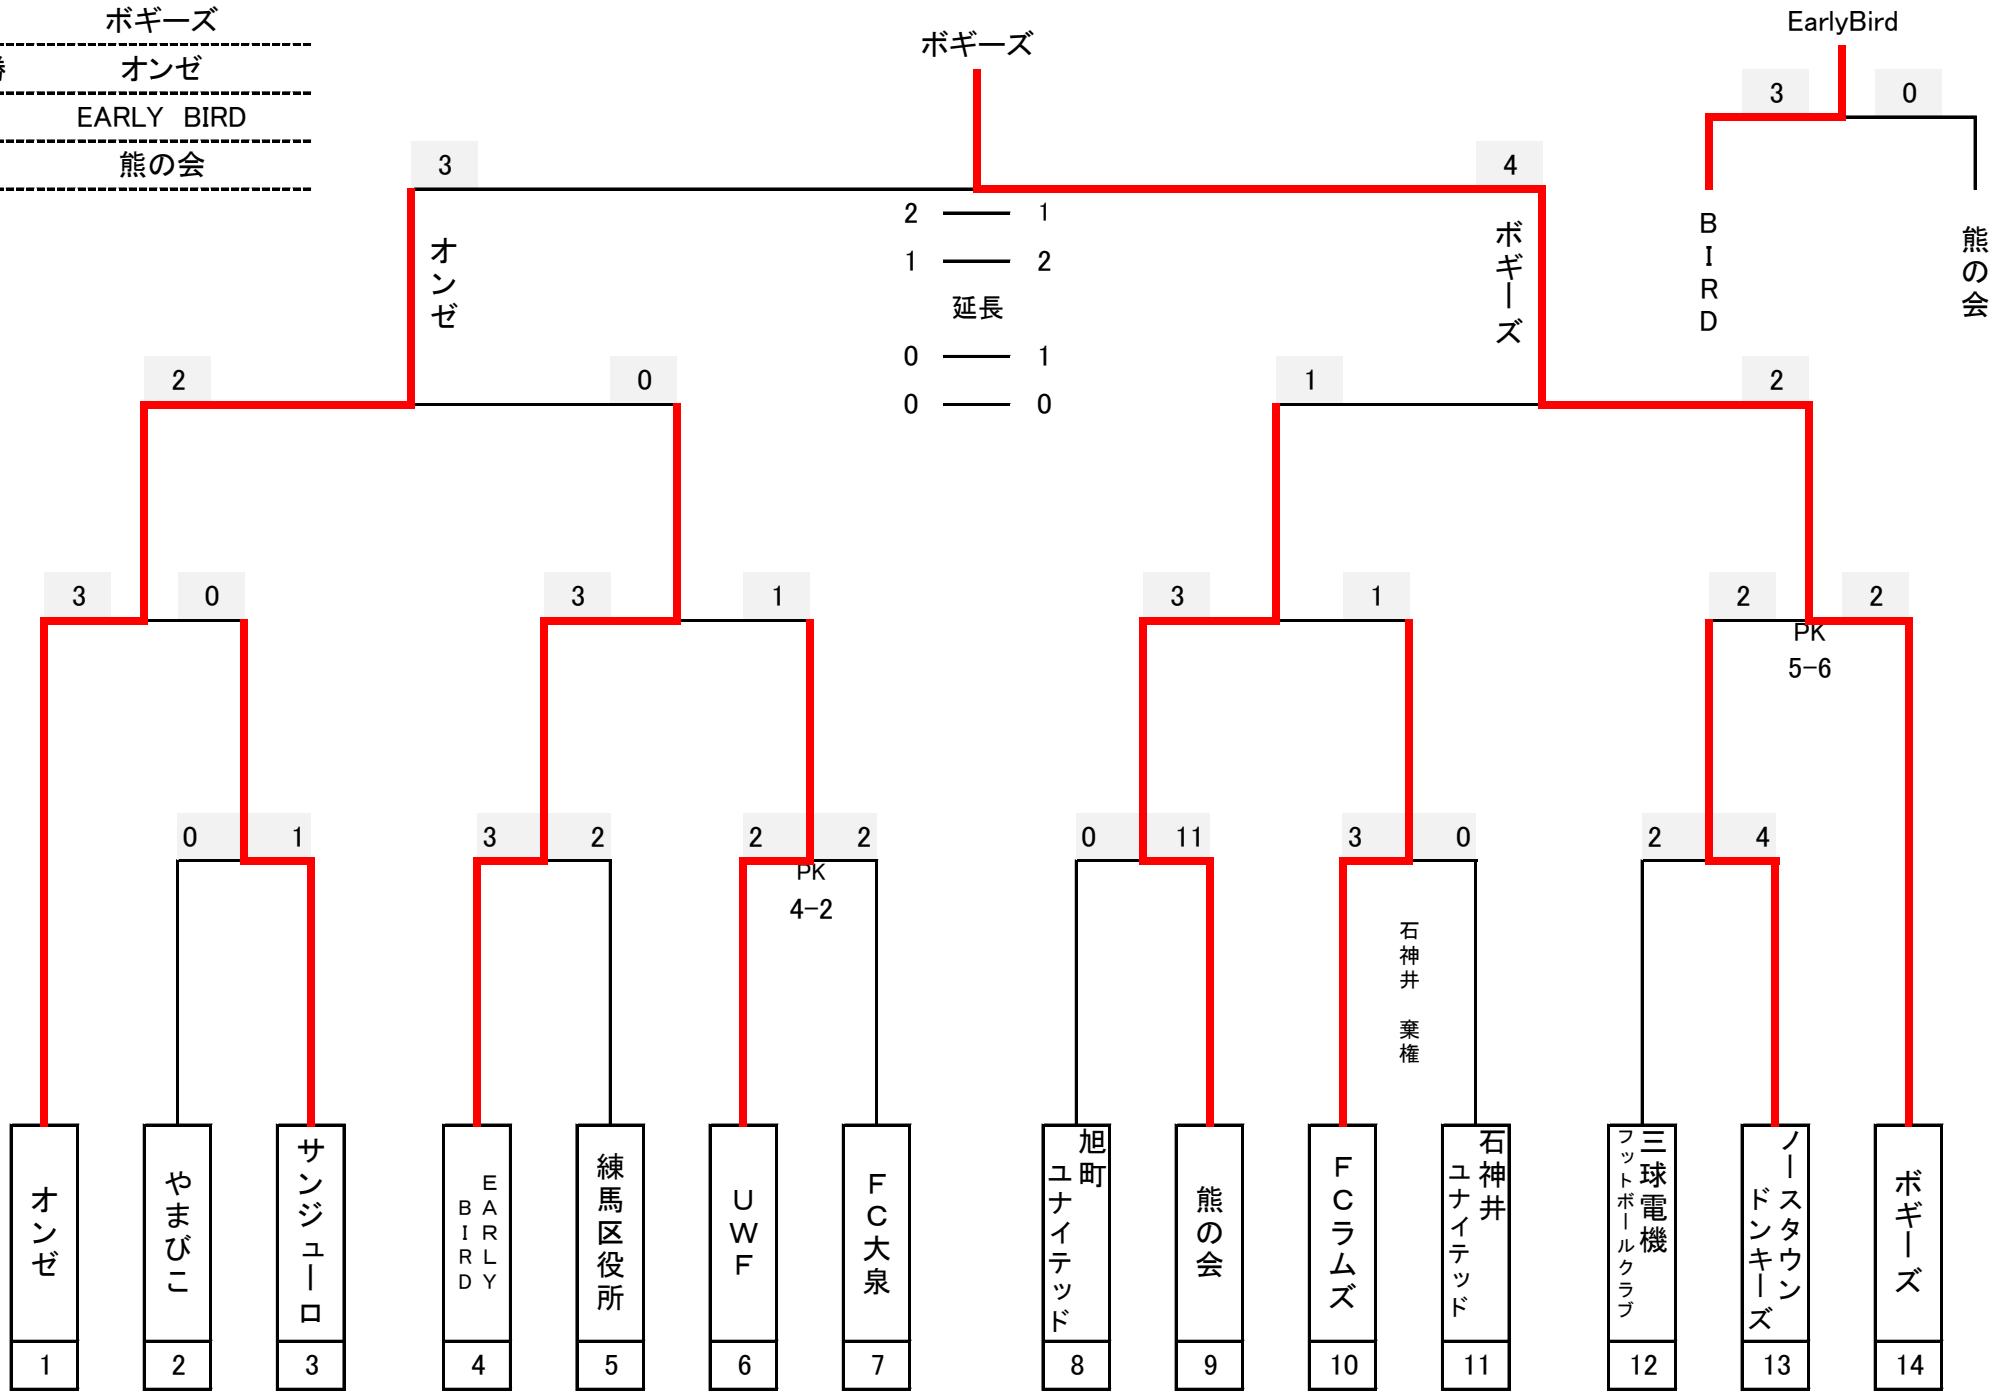 ボギーズ
勝 オンゼ
EARLY BIRD
熊の会
ボギーズ
EarlyBird
3 0
3 4
BIRD
熊の会
オンゼ
ボギーズ
2 1
1 2
延長
0 1
0 0
2 0 1 2
3 0 3 1 3 1 2 2
PK
5-6
0 1 3 2 2 2 0 11 3 0 2 4
PK
4-2
石神井 棄権
オンゼ
やまびこ
サンジューロ
EARLY
BIRD
練馬区役所
UWF
FC大泉
旭町
ユナイテッド
熊の会
FCラムズ
石神井
ユナイテッド
三球電機
フットボールクラブ
ノースタウン
ドンキーズ
ボギーズ
1 2 3 4 5 6 7 8 9 10 11 12 13 14